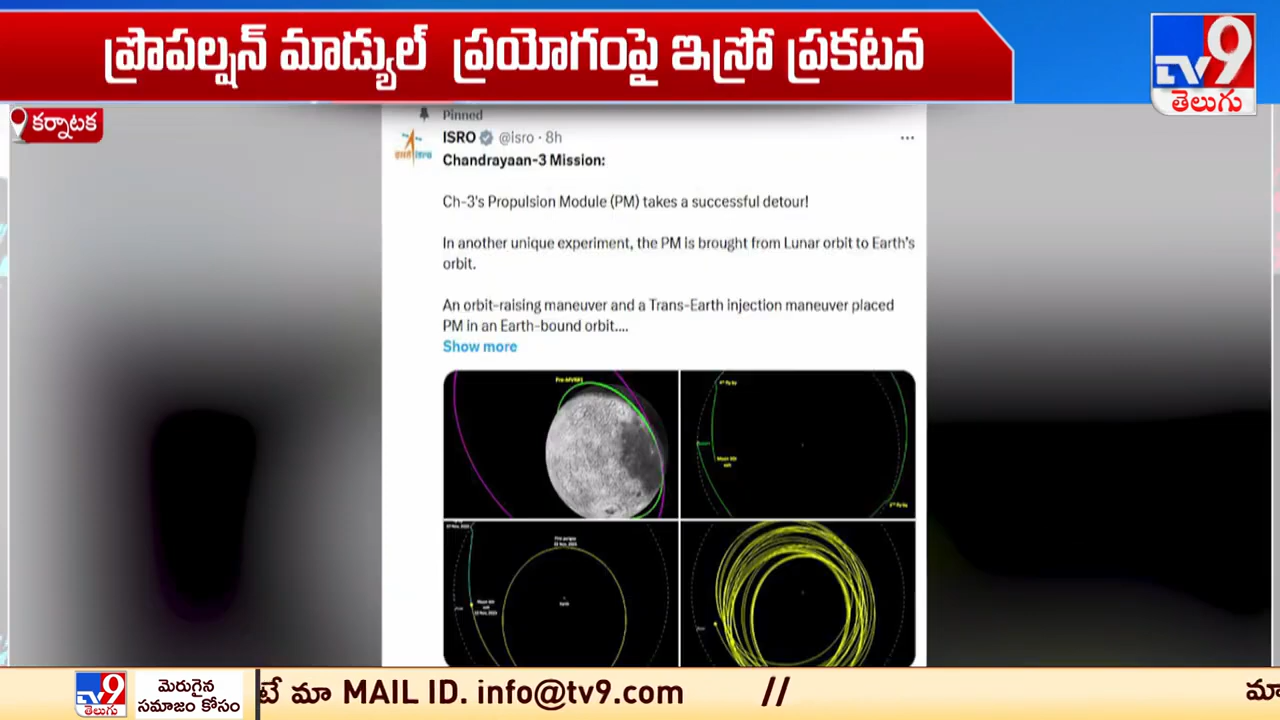 ప్రొపల్షన్ మాడ్యుల్ ప్రయోగంపై ఇస్రో ప్రకటన
TV9
తెలుగు
కర్నాటక
Pinned
ISRO @isro · 8h
Chandrayaan-3 Mission:
Ch-3's Propulsion Module (PM) takes a successful detour!
In another unique experiment, the PM is brought from Lunar orbit to Earth's
orbit.
An orbit-raising maneuver and a Trans-Earth injection maneuver placed
PM in an Earth-bound orbit....
Show more
Earth
TV9
తెలుగు
మెరుగైన
సమాజం కోసం
టే మా MAIL ID. info@tv9.com // మా